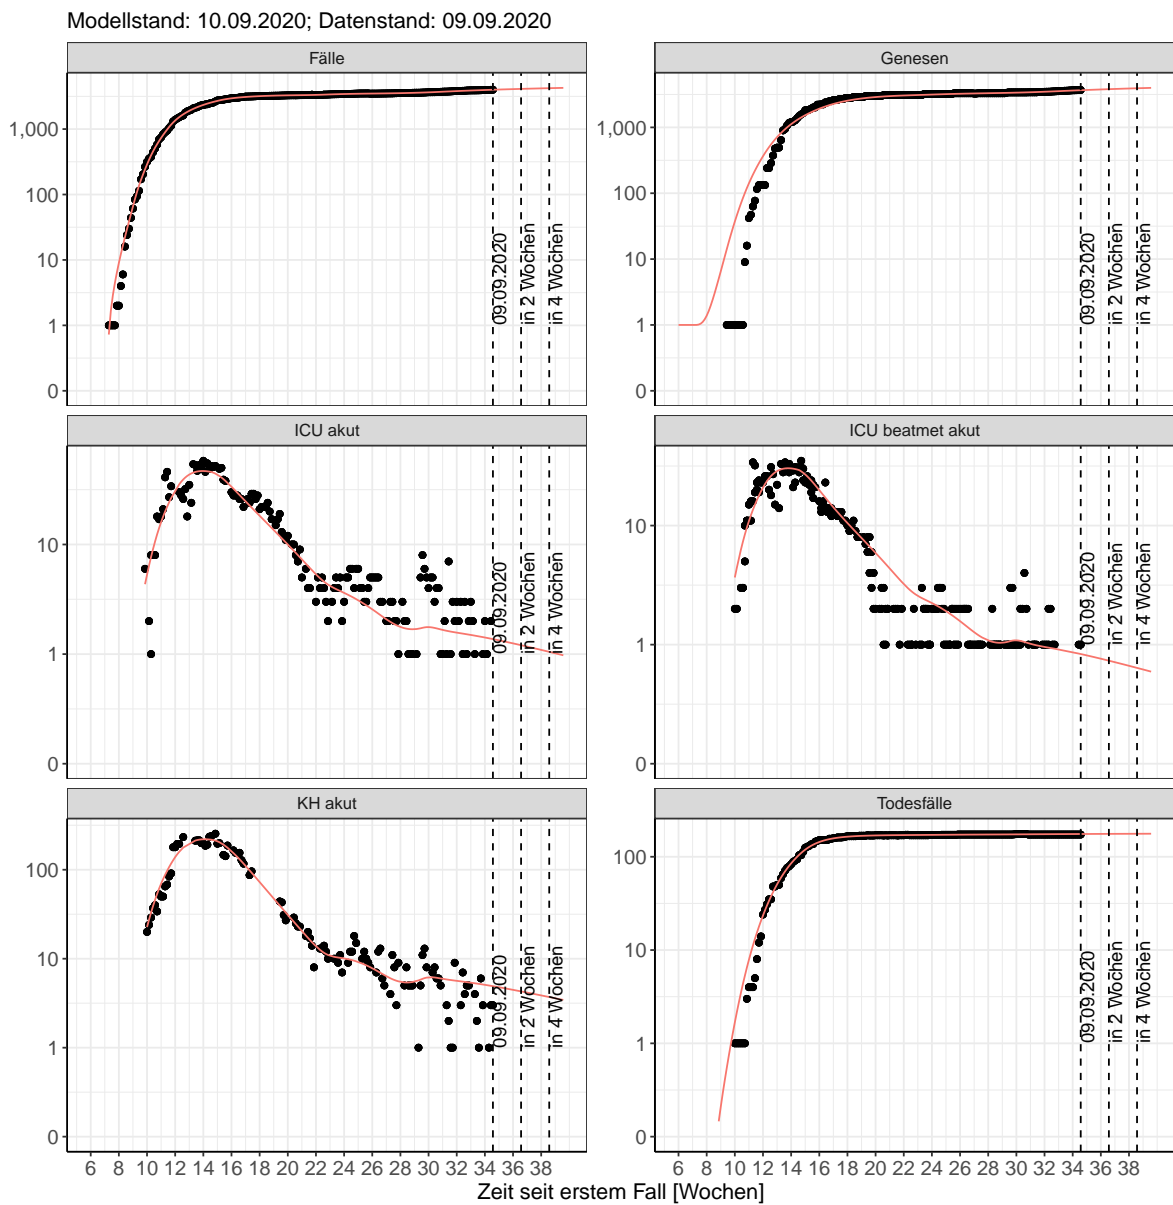 Modellstand: 10.09.2020; Datenstand: 09.09.2020
Fälle
Genesen
1,000
100
10
1
0
09.09.2020
in 2 Wochen
in 4 Wochen
1,000
100
10
1
0
09.09.2020
in 2 Wochen
in 4 Wochen
ICU akut
ICU beatmet akut
10
1
0
09.09.2020
in 2 Wochen
in 4 Wochen
10
1
0
09.09.2020
in 2 Wochen
in 4 Wochen
KH akut
Todesfälle
100
10
1
0
09.09.2020
in 2 Wochen
in 4 Wochen
100
10
1
0
09.09.2020
in 2 Wochen
in 4 Wochen
6 8 10 12 14 16 18 20 22 24 26 28 30 32 34 36 38
6 8 10 12 14 16 18 20 22 24 26 28 30 32 34 36 38
Zeit seit erstem Fall [Wochen]